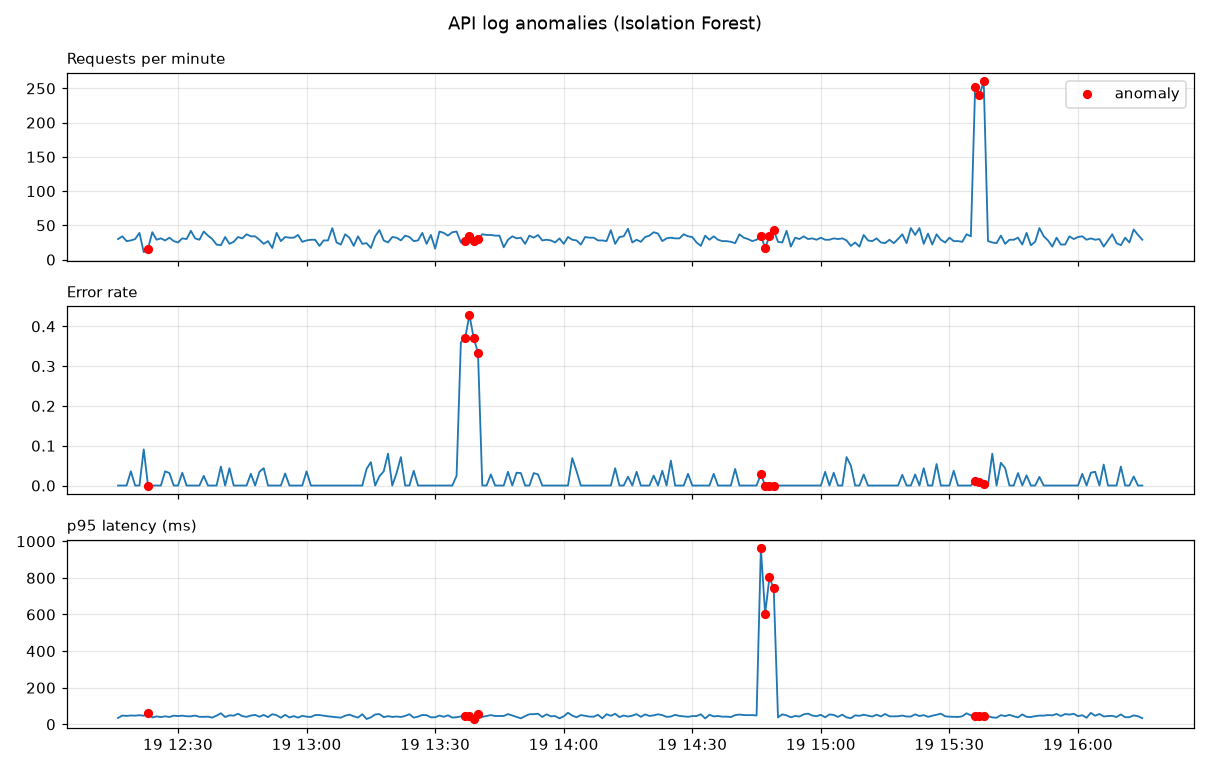 API log anomalies (Isolation Forest)
Requests per minute
250
200
150
100
50
0
anomaly
Error rate
0.4
0.3
0.2
0.1
0.0
p95 latency (ms)
1000
800
600
400
200
0
19 12:30 19 13:00 19 13:30 19 14:00 19 14:30 19 15:00 19 15:30 19 16:00